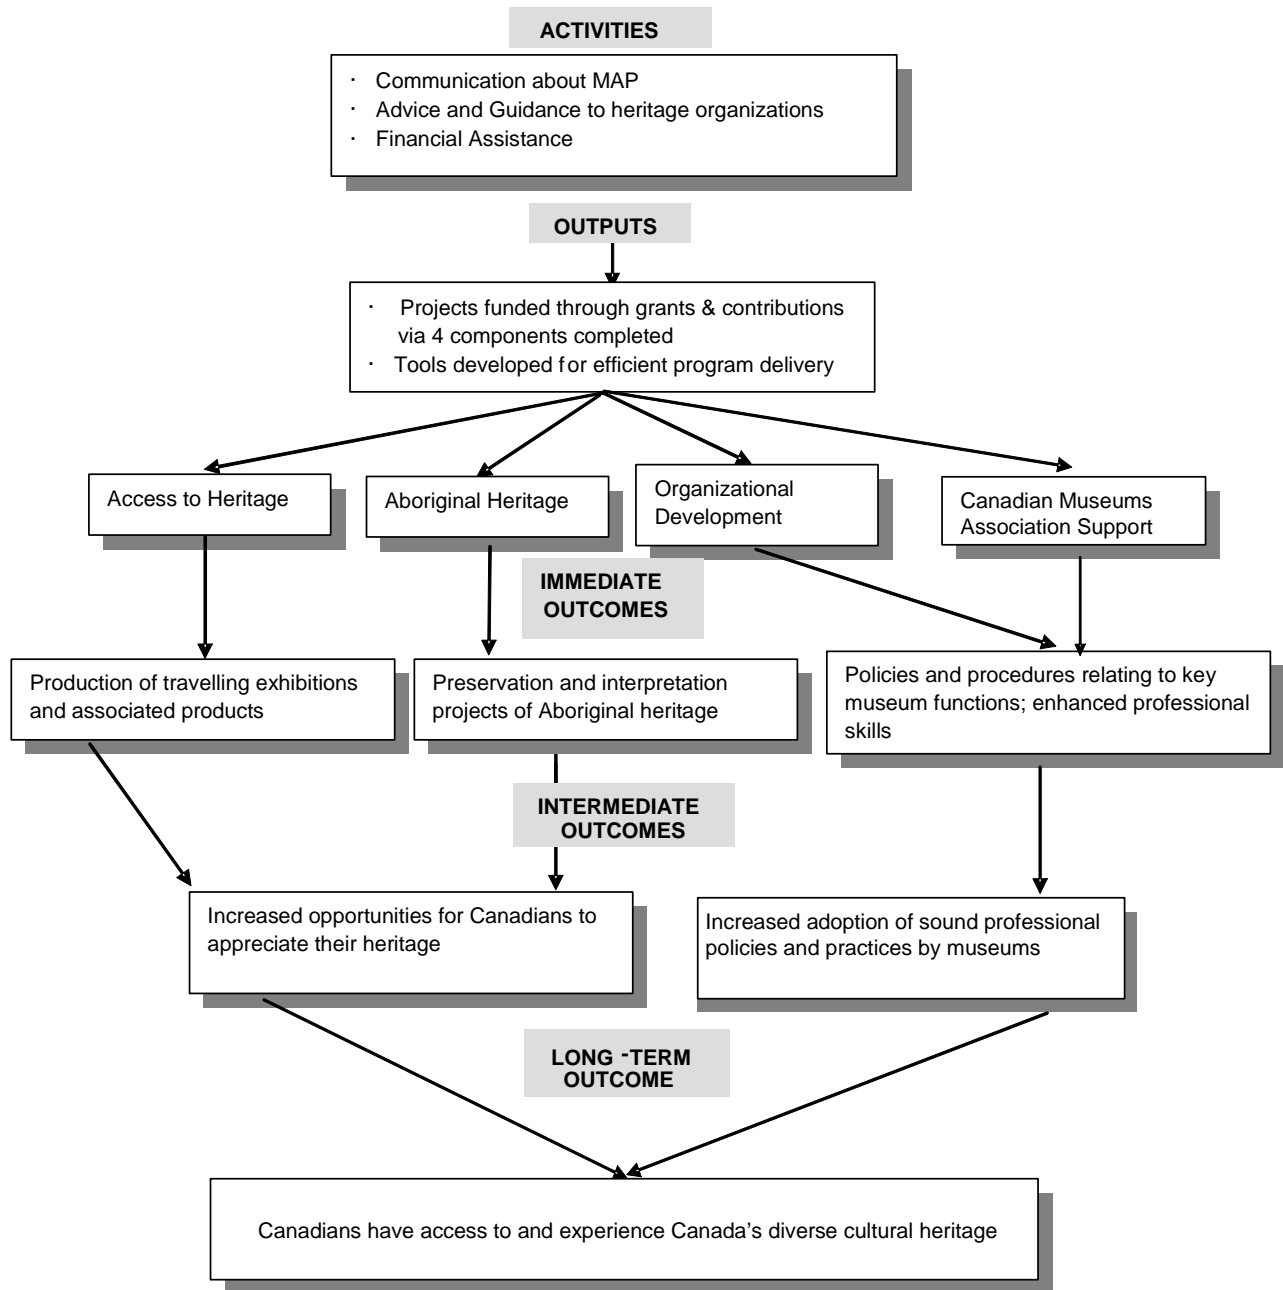 ACTIVITIES
· Communication about MAP
· Advice and Guidance to heritage organizations
· Financial Assistance
OUTPUTS
· Projects funded through grants & contributions
via 4 components completed
· Tools developed for efficient program delivery
Access to Heritage
Aboriginal Heritage
Organizational
Development
Canadian Museums
Association Support
IMMEDIATE
OUTCOMES
Production of travelling exhibitions
and associated products
Preservation and interpretation
projects of Aboriginal heritage
Policies and procedures relating to key
museum functions; enhanced professional
skills
INTERMEDIATE
OUTCOMES
Increased opportunities for Canadians to
appreciate their heritage
Increased adoption of sound professional
policies and practices by museums
LONG -TERM
OUTCOME
Canadians have access to and experience Canada’s diverse cultural heritage